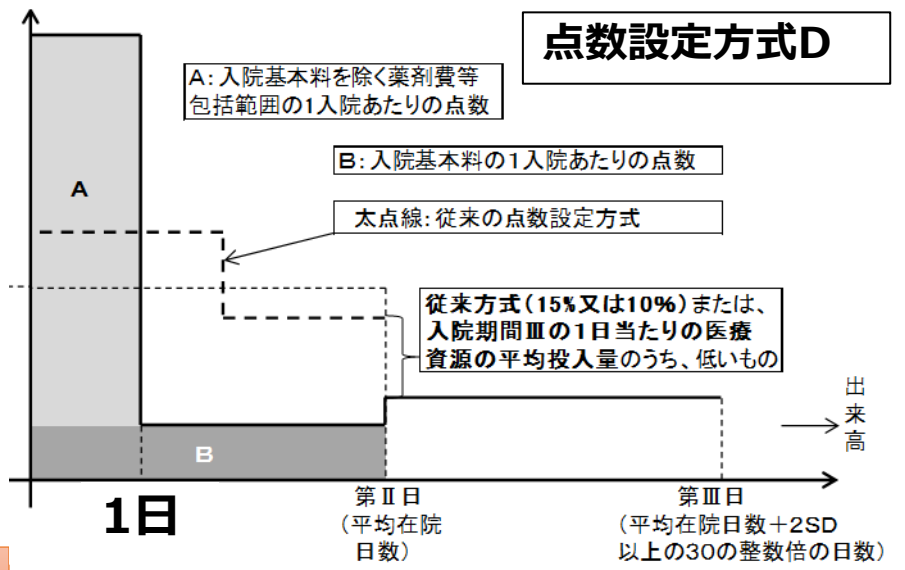 点数設定方式D
A:入院基本料を除く薬剤費等
包括範囲の1入院あたりの点数
B:入院基本料の1入院あたりの点数
A
太点線:従来の点数設定方式
従来方式(15%又は10%)または、
入院期間Ⅲの1日当たりの医療
資源の平均投入量のうち、低いもの
出来高
B
1日
第Ⅱ日
(平均在院
日数)
第Ⅲ日
(平均在院日数+2SD
以上の30の整数倍の日数)